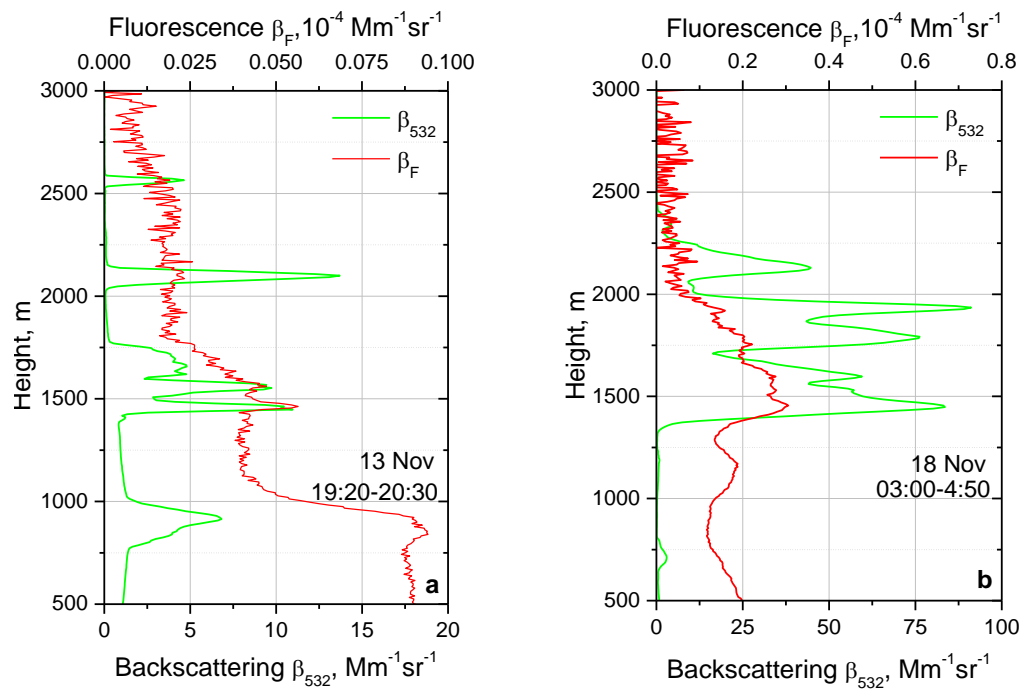 Fluorescence β_F,10⁻⁴ Mm⁻¹sr⁻¹
0.000 0.025 0.050 0.075 0.100
3000
2500
2000
1500
1000
500
Height, m
β₅₃₂
β_F
13 Nov
19:20-20:30
a
0 5 10 15 20
Backscattering β₅₃₂, Mm⁻¹sr⁻¹
Fluorescence β_F,10⁻⁴ Mm⁻¹sr⁻¹
0.0 0.2 0.4 0.6 0.8
3000
2500
2000
1500
1000
500
Height, m
β₅₃₂
β_F
18 Nov
03:00-4:50
b
0 25 50 75 100
Backscattering β₅₃₂, Mm⁻¹sr⁻¹